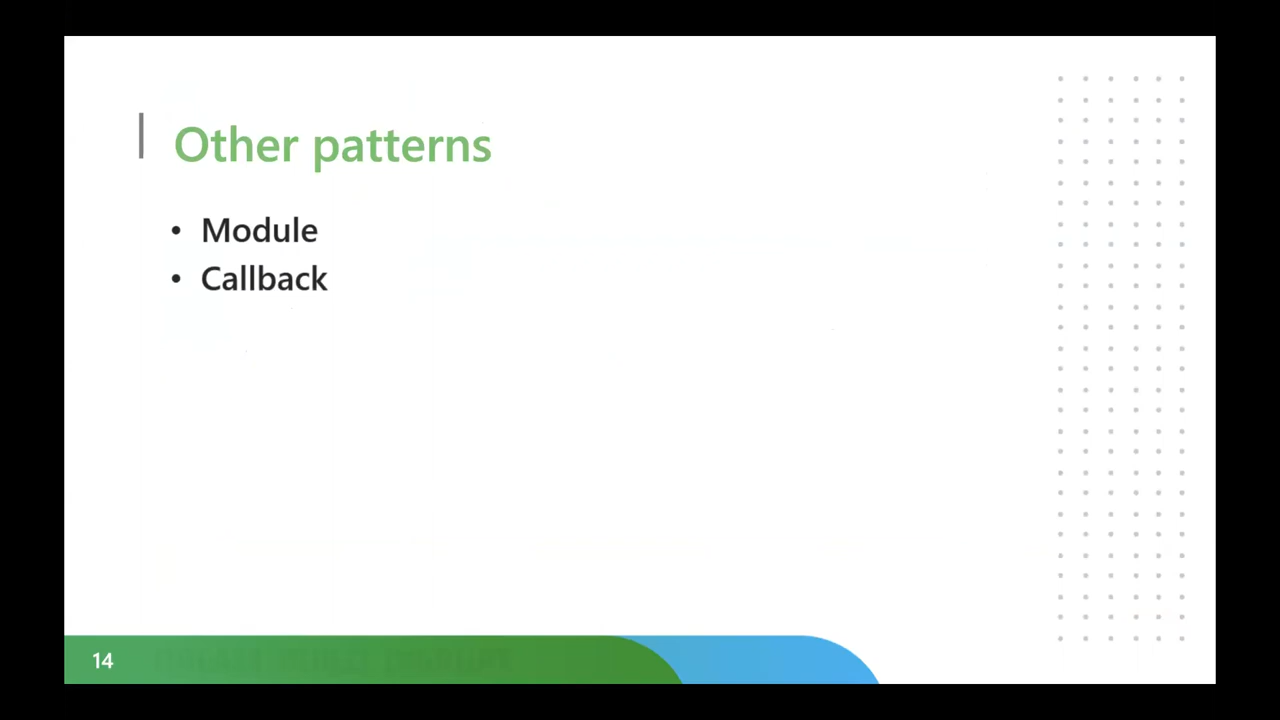 Other patterns
• Module
• Callback
14